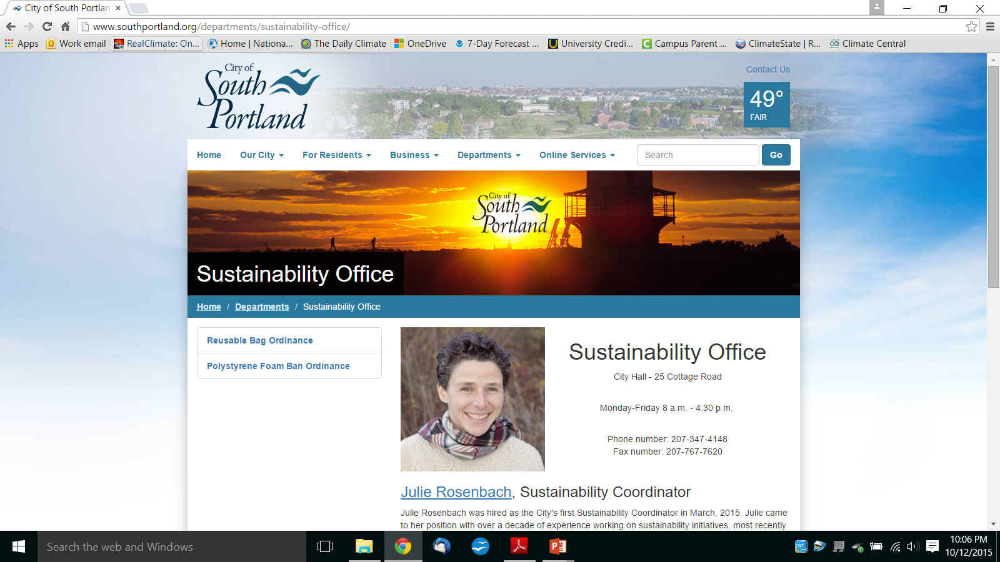 City of South Portlan
www.southportland.org/departments/sustainability-office/
Apps Work email RealClimate: On... Home | Nationa... The Daily Climate OneDrive 7-Day Forecast ... University Credi... Campus Parent ... ClimateState | R... Climate Central
City of
South
Portland
Contact Us
49°
FAIR
Home Our City For Residents Business Departments Online Services Search Go
City of
South
Portland
Sustainability Office
Home / Departments / Sustainability Office
Reusable Bag Ordinance
Polystyrene Foam Ban Ordinance
Sustainability Office
City Hall - 25 Cottage Road
Monday-Friday 8 a.m. - 4:30 p.m.
Phone number: 207-347-4148
Fax number: 207-767-7620
Julie Rosenbach, Sustainability Coordinator
Julie Rosenbach was hired as the City's first Sustainability Coordinator in March, 2015. Julie came
to her position with over a decade of experience working on sustainability initiatives, most recently
Search the web and Windows
10:06 PM
10/12/2015